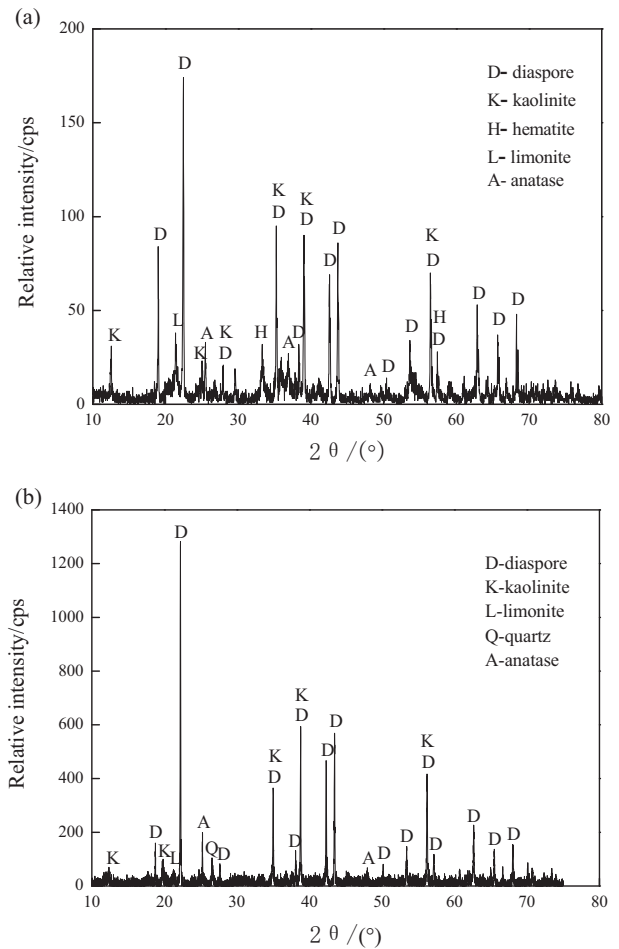 (a)
200
150
100
50
0
Relative intensity/cps
10 20 30 40 50 60 70 80
2 θ /(°)
D- diaspore
K- kaolinite
H- hematite
L- limonite
A- anatase
K
D
L
D
K
A
K
D
H
K
D
A
D
K
D
D
D
A
D
D
K
D
H
D
D
D
D
(b)
1400
1200
1000
800
600
400
200
0
Relative intensity/cps
10 20 30 40 50 60 70 80
2 θ /(°)
D-diaspore
K-kaolinite
L-limonite
Q-quartz
A-anatase
K
D
K
L
D
A
Q
D
K
D
D
K
D
D
D
A
D
D
K
D
D
D
D
D